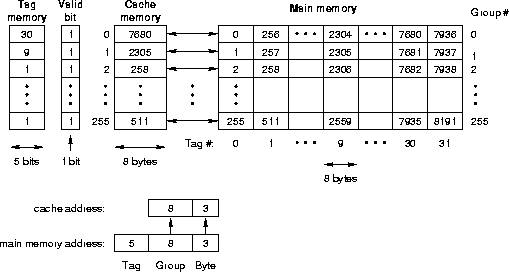 Tag memory Valid bit Cache memory Main memory Group #
30 1 0 7680 0 256 • • • 2304 • • • 7680 7936 0
9 1 1 2305 1 257 2305 7681 7937 1
1 1 2 258 2 258 2306 7682 7938 2
1 1 255 511 255 511 2559 7935 8191 255
Tag #: 0 1 • • • 9 • • • 30 31
5 bits 1 bit 8 bytes 8 bytes
cache address: 8 3
main memory address: 5 8 3
Tag Group Byte